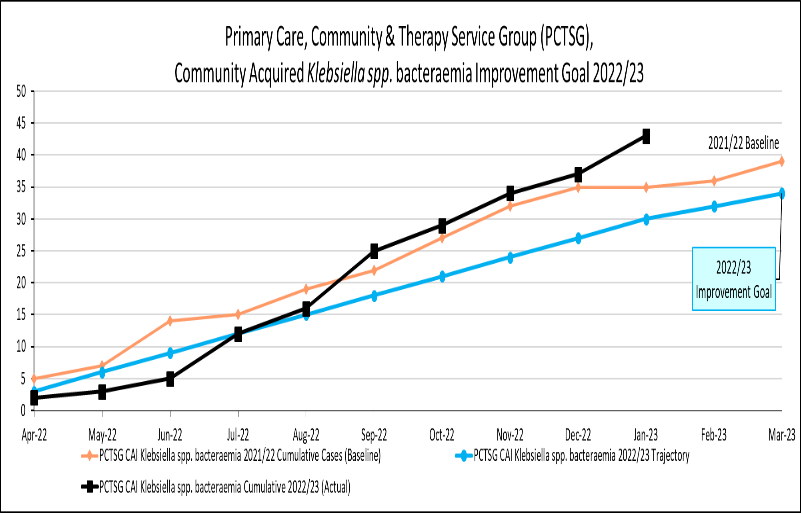 Primary Care, Community & Therapy Service Group (PCTSG),
Community Acquired Klebsiella spp. bacteraemia Improvement Goal 2022/23
50
45
40
35
30
25
20
15
10
5
0
2021/22 Baseline
2022/23
Improvement Goal
Apr-22 May-22 Jun-22 Jul-22 Aug-22 Sep-22 Oct-22 Nov-22 Dec-22 Jan-23 Feb-23 Mar-23
PCTSG CAI Klebsiella spp. bacteraemia 2021/22 Cumulative Cases (Baseline)
PCTSG CAI Klebsiella spp. bacteraemia 2022/23 Trajectory
PCTSG CAI Klebsiella spp. bacteraemia Cumulative 2022/23 (Actual)